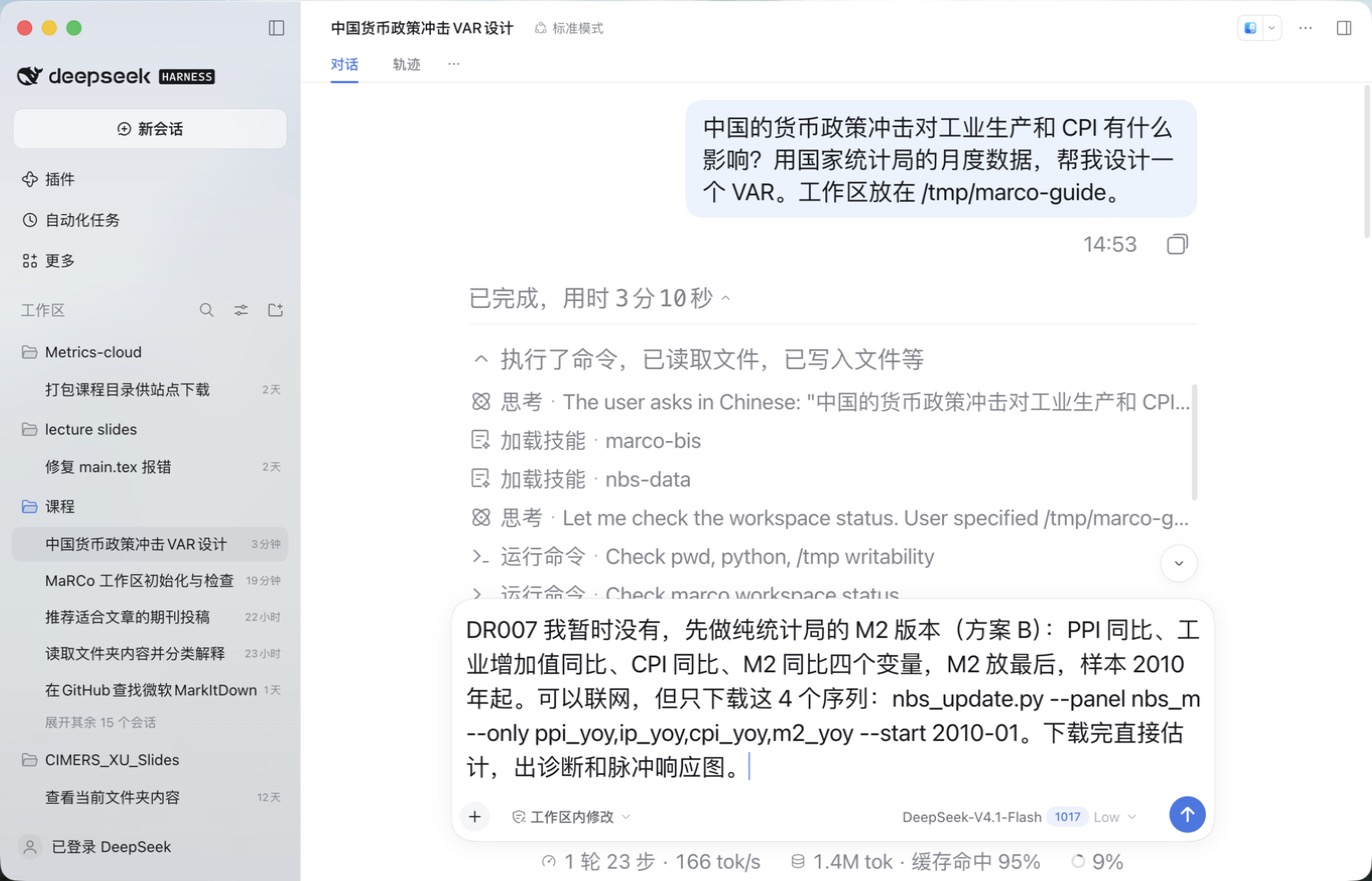 deepseek HARNESS
新会话
插件
自动化任务
更多
工作区
Metrics-cloud
打包课程目录供站点下载 2天
lecture slides
修复 main.tex 报错 2天
课程
中国货币政策冲击 VAR 设计 3分钟
MaRCo 工作区初始化与检查 19分钟
推荐适合文章的期刊投稿 22小时
读取文件夹内容并分类解释 23小时
在 GitHub 查找微软 MarkItDown 1天
展开其余 15 个会话
CIMERS_XU_Slides
查看当前文件夹内容 12天
已登录 DeepSeek
中国货币政策冲击 VAR 设计 标准模式
对话 轨迹 ···
中国的货币政策冲击对工业生产和 CPI 有什么
影响？用国家统计局的月度数据，帮我设计一
个 VAR。工作区放在 /tmp/marco-guide。
14:53
已完成，用时 3 分 10 秒
执行了命令，已读取文件，已写入文件等
思考 · The user asks in Chinese: "中国的货币政策冲击对工业生产和 CPI...
加载技能 · marco-bis
加载技能 · nbs-data
思考 · Let me check the workspace status. User specified /tmp/marco-g...
运行命令 · Check pwd, python, /tmp writability
运行命令 · Check marco workspace status
DR007 我暂时没有，先做纯统计局的 M2 版本（方案 B）：PPI 同比、工
业增加值同比、CPI 同比、M2 同比四个变量，M2 放最后，样本 2010
年起。可以联网，但只下载这 4 个序列：nbs_update.py --panel nbs_m
--only ppi_yoy,ip_yoy,cpi_yoy,m2_yoy --start 2010-01。下载完直接估
计，出诊断和脉冲响应图。
工作区内修改 DeepSeek-V4.1-Flash 1017 Low
1 轮 23 步 · 166 tok/s 1.4M tok · 缓存命中 95% 9%